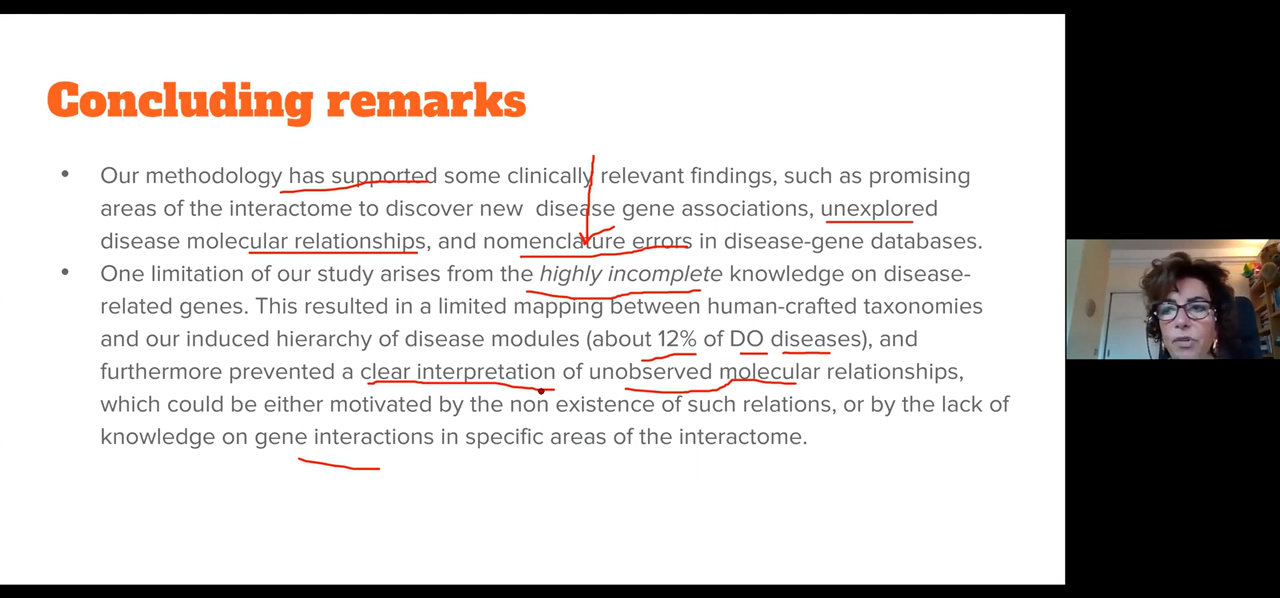 Concluding remarks
• Our methodology has supported some clinically relevant findings, such as promising
areas of the interactome to discover new disease gene associations, unexplored
disease molecular relationships, and nomenclature errors in disease-gene databases.
• One limitation of our study arises from the highly incomplete knowledge on disease-
related genes. This resulted in a limited mapping between human-crafted taxonomies
and our induced hierarchy of disease modules (about 12% of DO diseases), and
furthermore prevented a clear interpretation of unobserved molecular relationships,
which could be either motivated by the non existence of such relations, or by the lack of
knowledge on gene interactions in specific areas of the interactome.